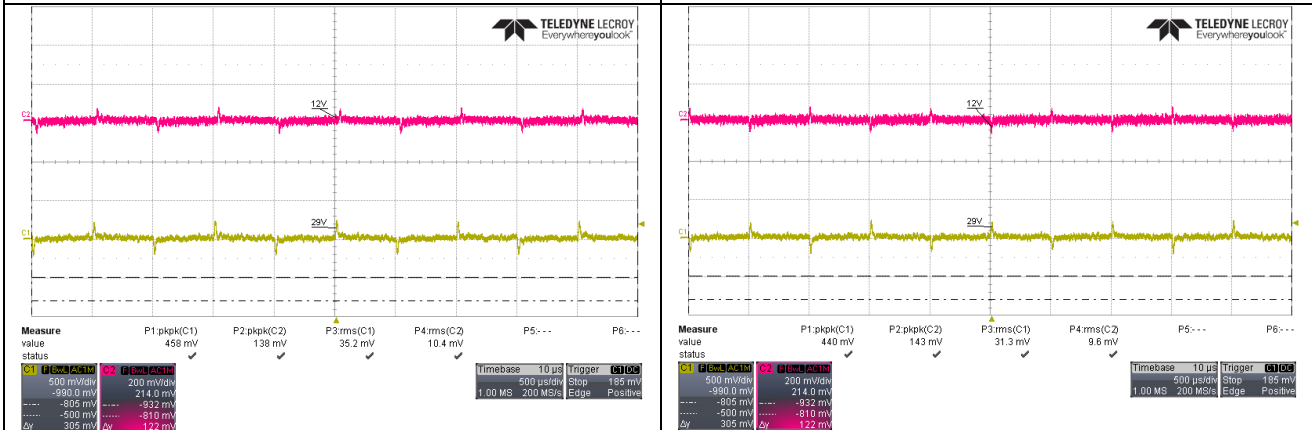 TELEDYNE LECROY
Everywhereyoulook™
C2
12V
C1
29V
Measure P1:pkpk(C1) P2:pkpk(C2) P3:rms(C1) P4:rms(C2) P5:--- P6:---
value 458 mV 138 mV 35.2 mV 10.4 mV
status ✓ ✓ ✓ ✓
C1 F BwL AC1M
500 mV/div
-990.0 mV
-805 mV
-500 mV
Δy 305 mV
C2 F BwL AC1M
200 mV/div
214.0 mV
-932 mV
-810 mV
Δy 122 mV
Timebase 10 µs
500 µs/div
1.00 MS 200 MS/s
Trigger C1 DC
Stop 185 mV
Edge Positive
TELEDYNE LECROY
Everywhereyoulook™
C2
12V
C1
29V
Measure P1:pkpk(C1) P2:pkpk(C2) P3:rms(C1) P4:rms(C2) P5:--- P6:---
value 440 mV 143 mV 31.3 mV 9.6 mV
status ✓ ✓ ✓ ✓
C1 F BwL AC1M
500 mV/div
-990.0 mV
-805 mV
-500 mV
Δy 305 mV
C2 F BwL AC1M
200 mV/div
214.0 mV
-932 mV
-810 mV
Δy 122 mV
Timebase 10 µs
500 µs/div
1.00 MS 200 MS/s
Trigger C1 DC
Stop 185 mV
Edge Positive